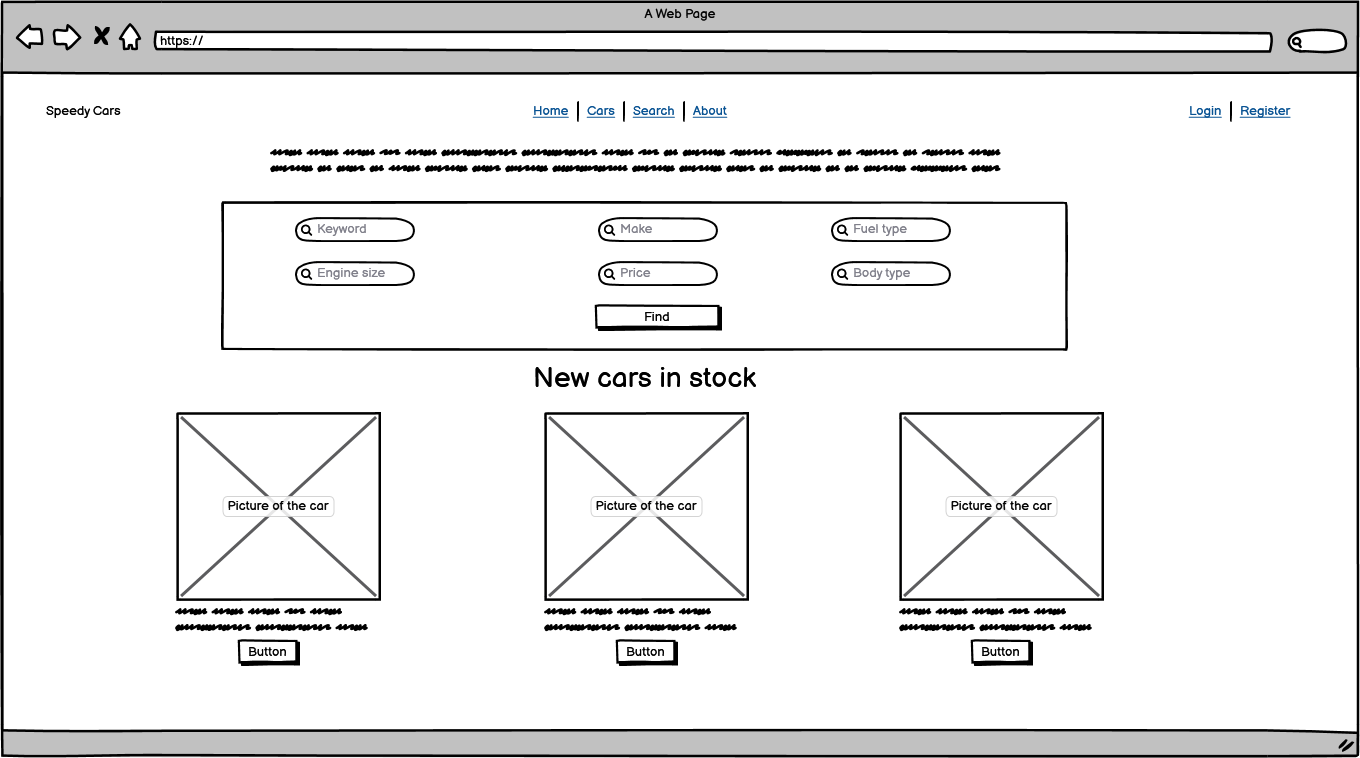 A Web Page
https://
Speedy Cars Home Cars Search About Login Register
Keyword Make Fuel type
Engine size Price Body type
Find
New cars in stock
Picture of the car Picture of the car Picture of the car
Button Button Button